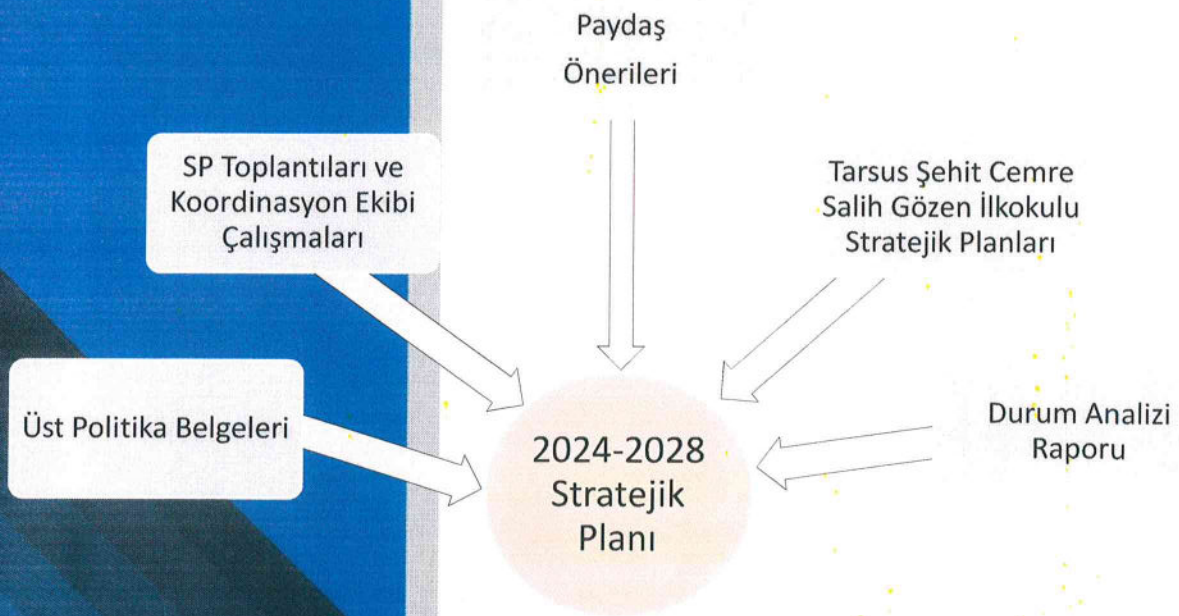 Paydaş
Önerileri
SP Toplantıları ve
Koordinasyon Ekibi
Çalışmaları
Tarsus Şehit Cemre
Salih Gözen İlkokulu
Stratejik Planları
Üst Politika Belgeleri
Durum Analizi
Raporu
2024-2028
Stratejik
Planı